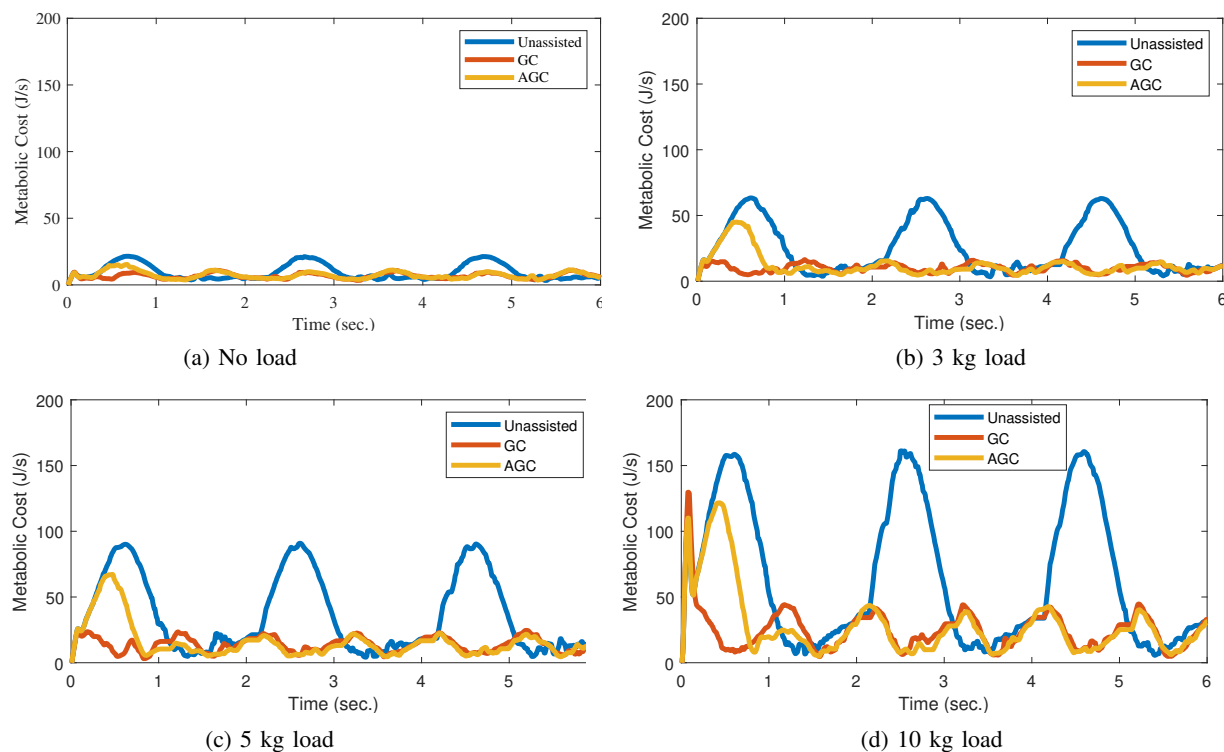 200
150
100
50
0
Metabolic Cost (J/s)
Unassisted
GC
AGC
0 1 2 3 4 5 6
Time (sec.)
(a) No load
200
150
100
50
0
Metabolic Cost (J/s)
Unassisted
GC
AGC
0 1 2 3 4 5 6
Time (sec.)
(b) 3 kg load
200
150
100
50
0
Metabolic Cost (J/s)
Unassisted
GC
AGC
0 1 2 3 4 5
Time (sec.)
(c) 5 kg load
200
150
100
50
0
Metabolic Cost (J/s)
Unassisted
GC
AGC
0 1 2 3 4 5 6
Time (sec.)
(d) 10 kg load